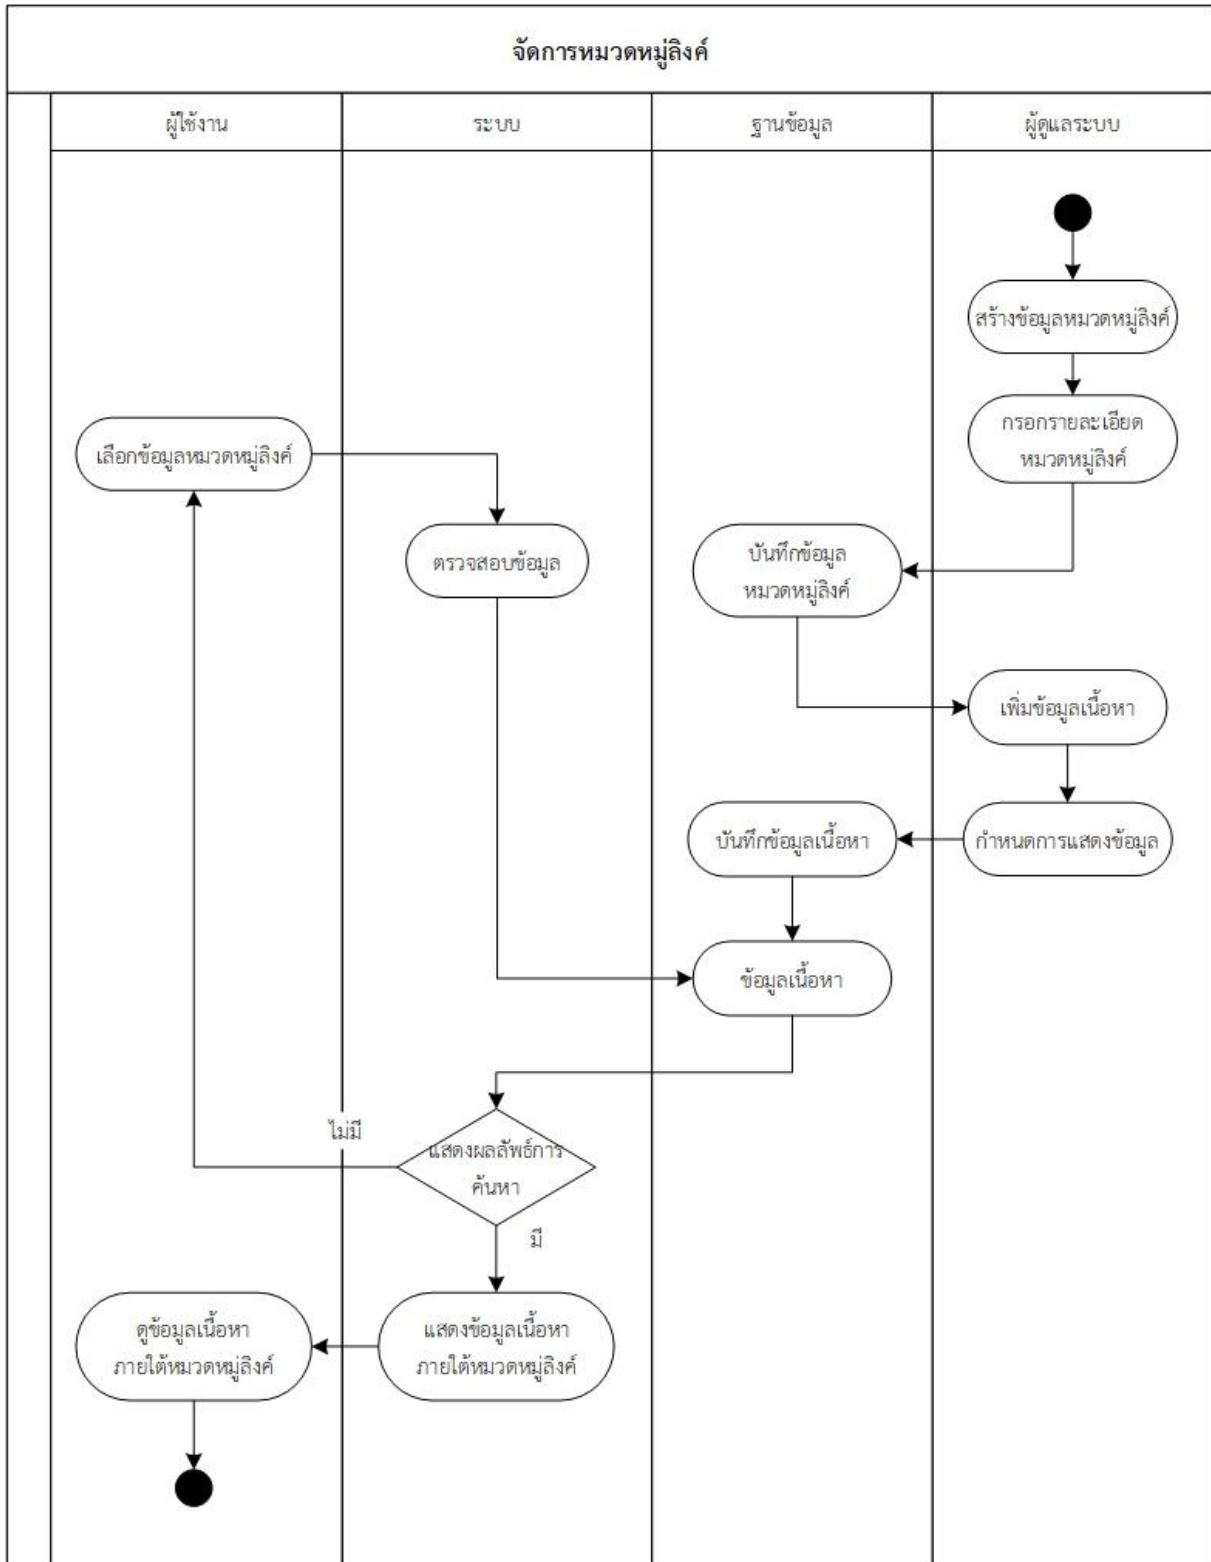 จัดการหมวดหมู่ลิงค์
ผู้ใช้งาน
ระบบ
ฐานข้อมูล
ผู้ดูแลระบบ
สร้างข้อมูลหมวดหมู่ลิงค์
กรอกรายละเอียด
หมวดหมู่ลิงค์
เลือกข้อมูลหมวดหมู่ลิงค์
ตรวจสอบข้อมูล
บันทึกข้อมูล
หมวดหมู่ลิงค์
เพิ่มข้อมูลเนื้อหา
บันทึกข้อมูลเนื้อหา
กำหนดการแสดงข้อมูล
ข้อมูลเนื้อหา
ไม่มี
แสดงผลลัพธ์การ
ค้นหา
มี
ดูข้อมูลเนื้อหา
ภายใต้หมวดหมู่ลิงค์
แสดงข้อมูลเนื้อหา
ภายใต้หมวดหมู่ลิงค์